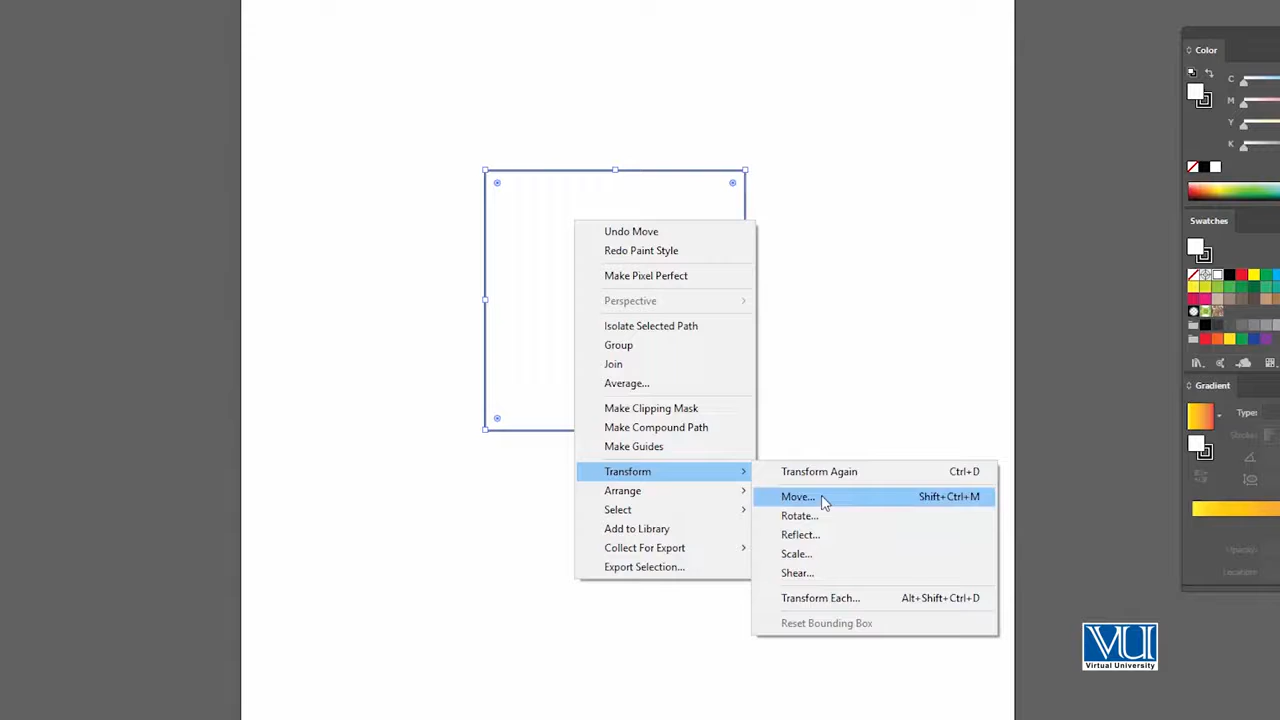 Color
C
M
Y
K
Undo Move
Redo Paint Style
Make Pixel Perfect
Perspective
Isolate Selected Path
Group
Join
Average...
Make Clipping Mask
Make Compound Path
Make Guides
Transform
Arrange
Select
Add to Library
Collect For Export
Export Selection...
Transform Again Ctrl+D
Move... Shift+Ctrl+M
Rotate...
Reflect...
Scale...
Shear...
Transform Each... Alt+Shift+Ctrl+D
Reset Bounding Box
Swatches
Gradient
Type:
Stroke:
Opacity:
Location:
VU
Virtual University